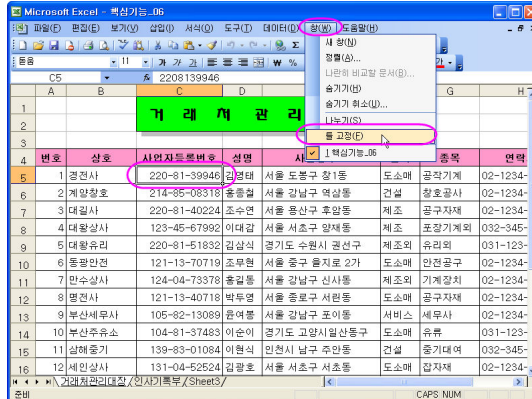 Microsoft Excel - 핵심기능_06
파일(F) 편집(E) 보기(V) 삽입(I) 서식(O) 도구(T) 데이터(D) 창(W) 도움말(H)
새 창(N)
정렬(A)...
나란히 비교할 문서(B)...
숨기기(H)
숨기기 취소(U)...
나누기(S)
틀 고정(F)
1 핵심기능_06
돋움 11 가 가 가
C5 fx 2208139946
A B C D G H
1 거 래 처 관 리
2
3
4 번호 상호 사업자등록번호 성명 종목 연락
5 1 경전사 220-81-39946 김영태 서울 도봉구 창1동 도소매 공작기계 02-1234-
6 2 계양창호 214-85-08318 홍종철 서울 강남구 역삼동 건설 창호공사 02-1234-
7 3 대길사 220-81-40224 조수연 서울 용산구 후암동 제조 공구자재 02-1234-
8 4 대왕상사 123-45-67992 이대감 서울 서초구 양재동 제조 포장기계외 032-345-
9 5 대왕유리 220-81-51832 김삼식 경기도 수원시 권선구 제조외 유리외 031-123-
10 6 동광안전 121-13-70719 조무현 서울 중구 을지로 2가 도소매 안전공구 02-1234-
11 7 만수상사 124-04-73378 홍길동 서울 강남구 신사동 제조외 기계장치 02-1234-
12 8 명전사 121-13-40718 박두영 서울 종로구 서린동 도소매 공구자재 02-1234-
13 9 부산세무사 105-82-13089 윤여봉 서울 강남구 포이동 서비스 세무사 02-1234-
14 10 부산주유소 104-81-37483 이순이 경기도 고양시일산동구 도소매 유류 031-123-
15 11 삼해중기 139-83-01084 이현식 인천시 남구 주안동 건설 중기대여 032-345-
16 12 세인상사 131-04-52524 김광호 서울 서초구 서초동 도소매 잡자재 02-1234-
거래처관리대장 / 인사기록부 / Sheet3 /
준비 CAPS NUM